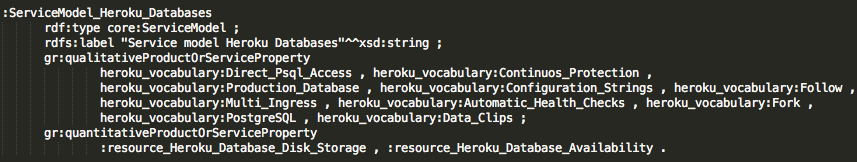 :ServiceModel_Heroku_Databases
rdf:type core:ServiceModel ;
rdfs:label "Service model Heroku Databases"^^xsd:string ;
gr:qualitativeProductOrServiceProperty
heroku_vocabulary:Direct_Psql_Access , heroku_vocabulary:Continuos_Protection ,
heroku_vocabulary:Production_Database , heroku_vocabulary:Configuration_Strings , heroku_vocabulary:Follow ,
heroku_vocabulary:Multi_Ingress , heroku_vocabulary:Automatic_Health_Checks , heroku_vocabulary:Fork ,
heroku_vocabulary:PostgreSQL , heroku_vocabulary:Data_Clips ;
gr:quantitativeProductOrServiceProperty
:resource_Heroku_Database_Disk_Storage , :resource_Heroku_Database_Availability .